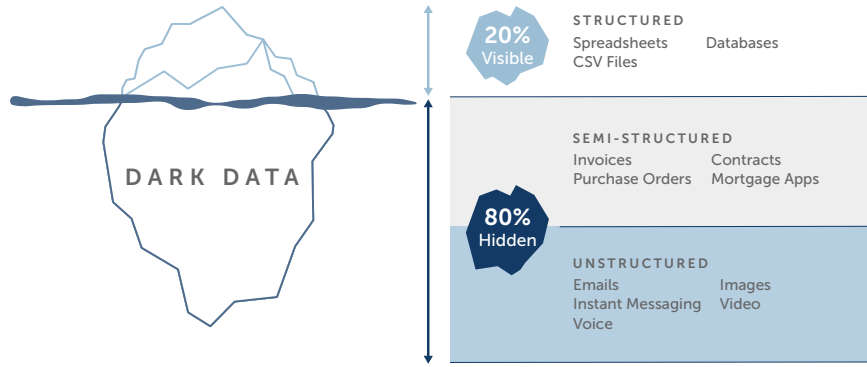 DARK DATA
20%
Visible
STRUCTURED
Spreadsheets Databases
CSV Files
80%
Hidden
SEMI-STRUCTURED
Invoices Contracts
Purchase Orders Mortgage Apps
UNSTRUCTURED
Emails Images
Instant Messaging Video
Voice